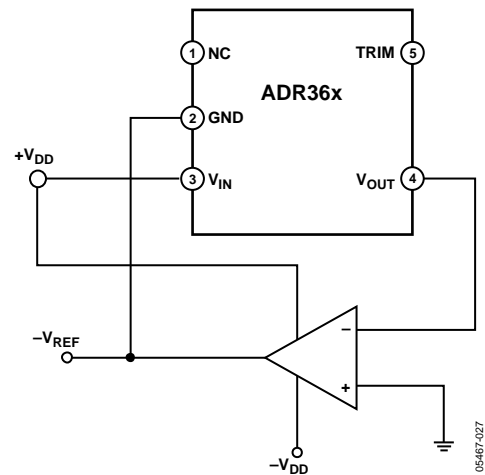 1 NC
TRIM 5
ADR36x
2 GND
+VDD
3 VIN
VOUT 4
–VREF
–
+
–VDD
05467-027